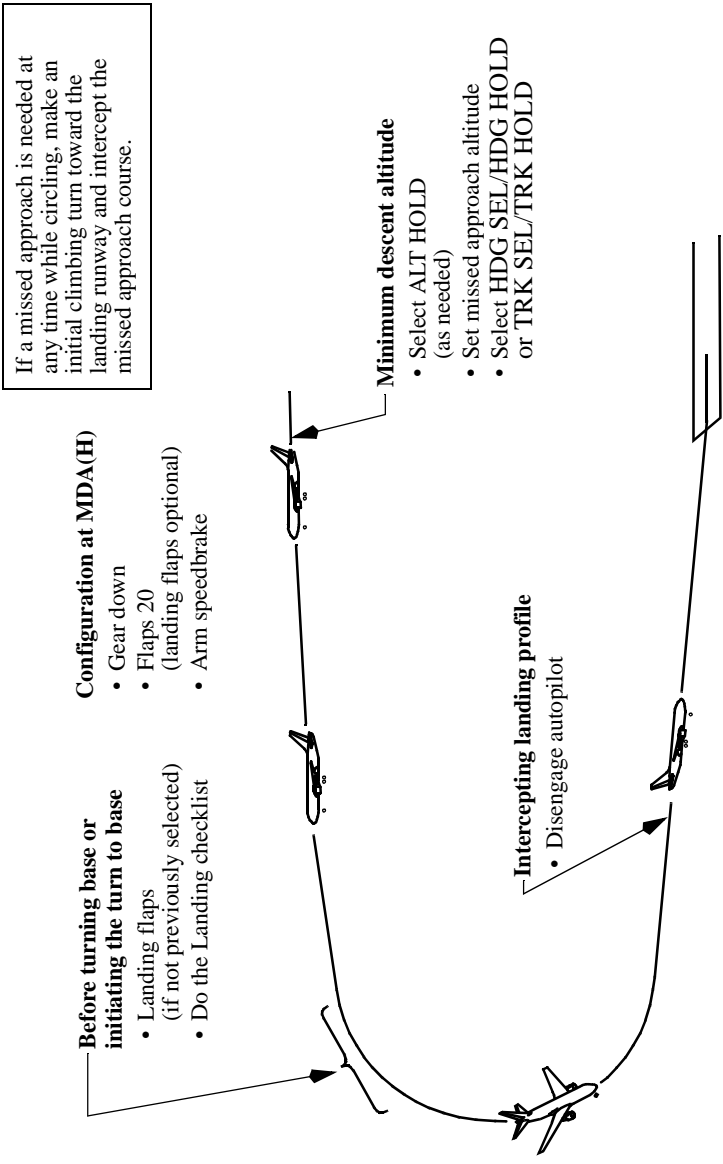 If a missed approach is needed at
any time while circling, make an
initial climbing turn toward the
landing runway and intercept the
missed approach course.
Configuration at MDA(H)
• Gear down
• Flaps 20
(landing flaps optional)
• Arm speedbrake
Before turning base or
initiating the turn to base
• Landing flaps
(if not previously selected)
• Do the Landing checklist
Minimum descent altitude
• Select ALT HOLD
(as needed)
• Set missed approach altitude
• Select HDG SEL/HDG HOLD
or TRK SEL/TRK HOLD
Intercepting landing profile
• Disengage autopilot